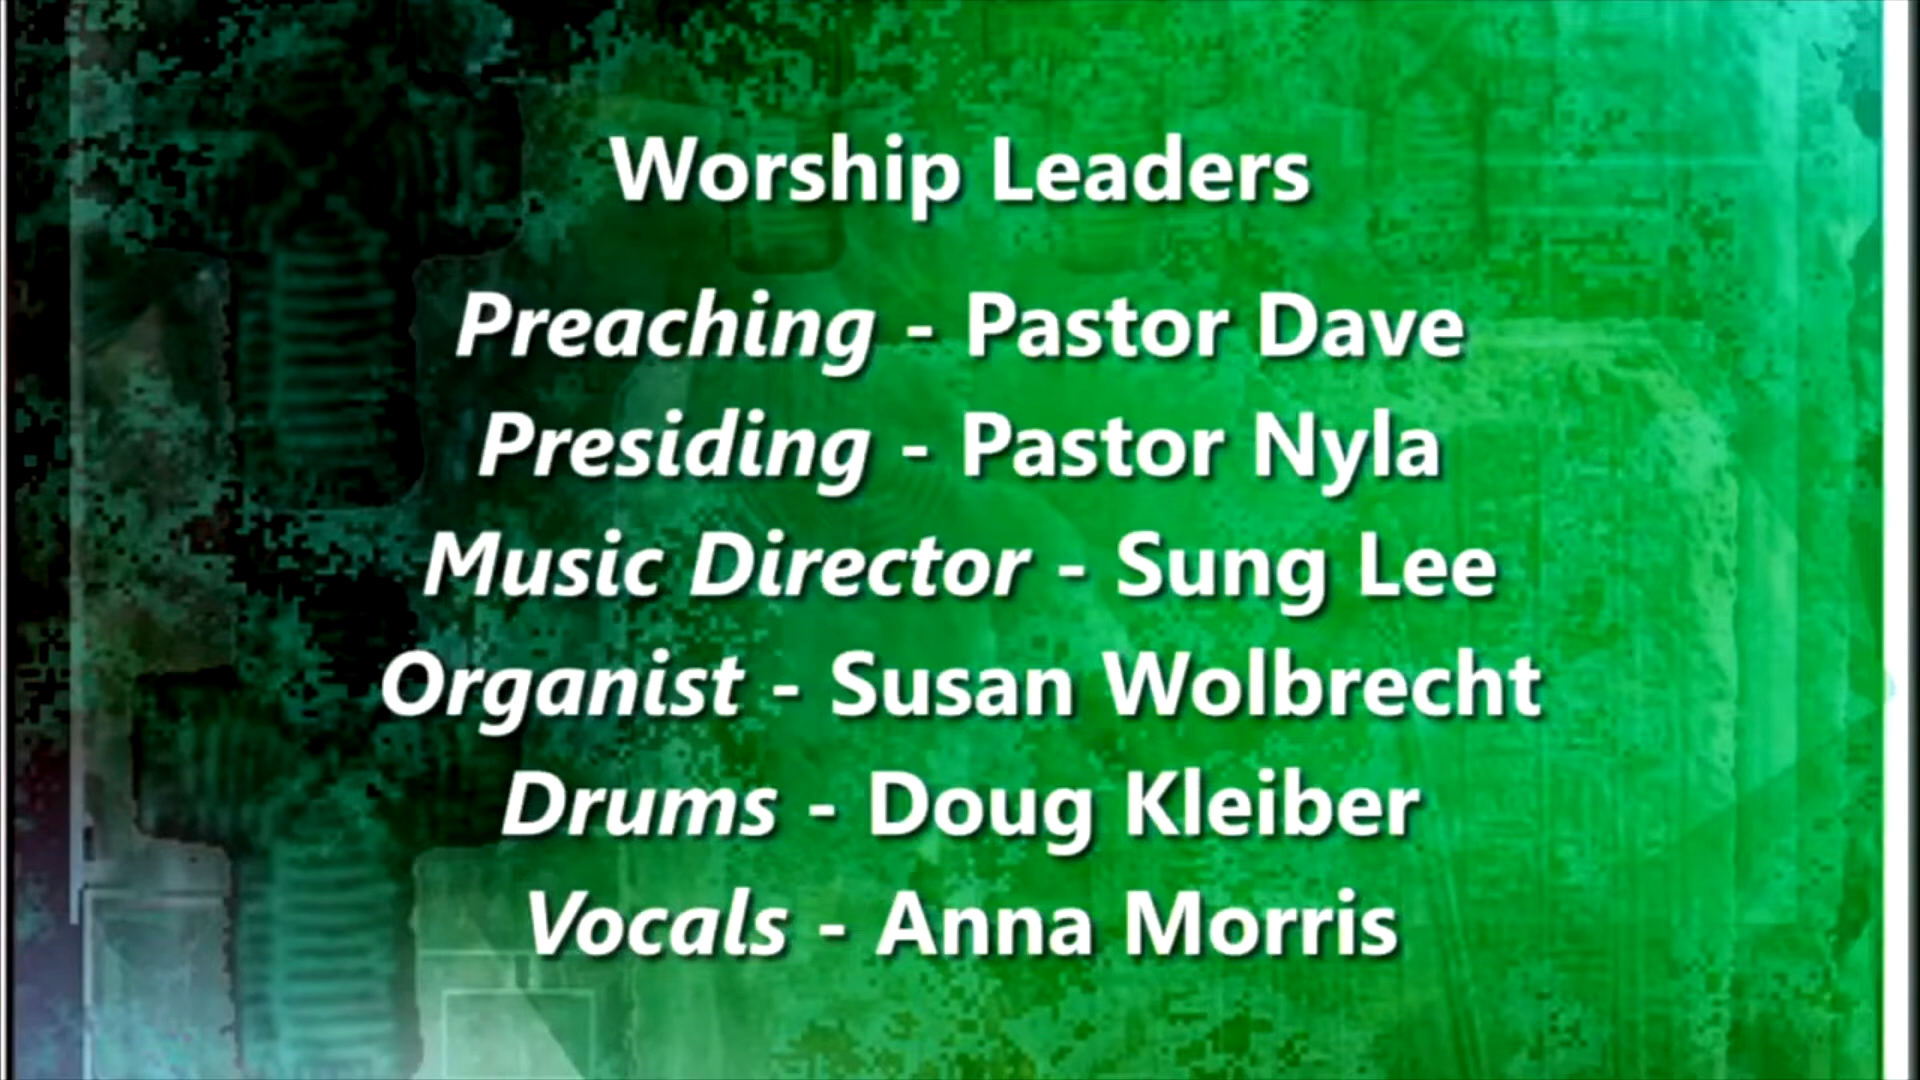 Worship Leaders
Preaching - Pastor Dave
Presiding - Pastor Nyla
Music Director - Sung Lee
Organist - Susan Wolbrecht
Drums - Doug Kleiber
Vocals - Anna Morris